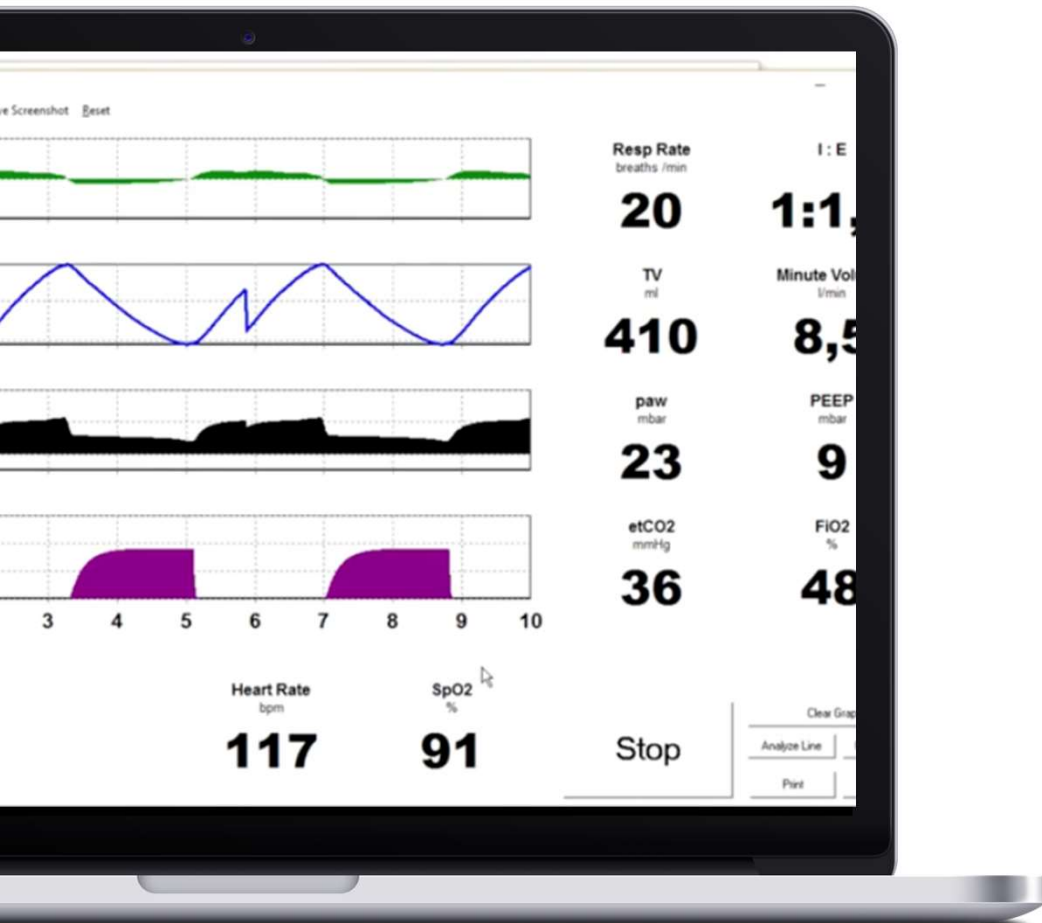 Screenshot Reset
Resp Rate
breaths /min
20
I : E
1:1,
TV
ml
410
Minute
l/min
8,5
paw
mbar
23
PEEP
mbar
9
etCO2
mmHg
36
FiO2
%
48
3 4 5 6 7 8 9 10
Heart Rate
bpm
117
SpO2
%
91
Stop
Clear
Analyze Line
Print